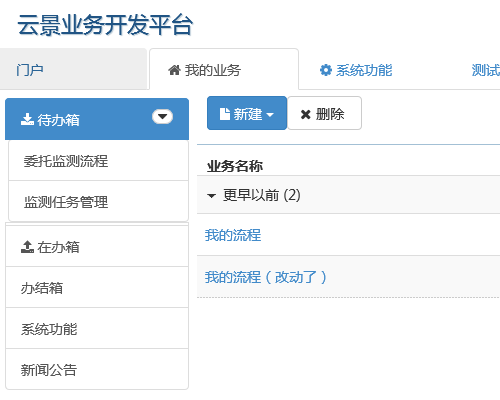 云景业务开发平台
门户 我的业务 系统功能 测试
待办箱
委托监测流程
监测任务管理
在办箱
办结箱
系统功能
新闻公告
新建 删除
业务名称
更早以前 (2)
我的流程
我的流程（改动了）